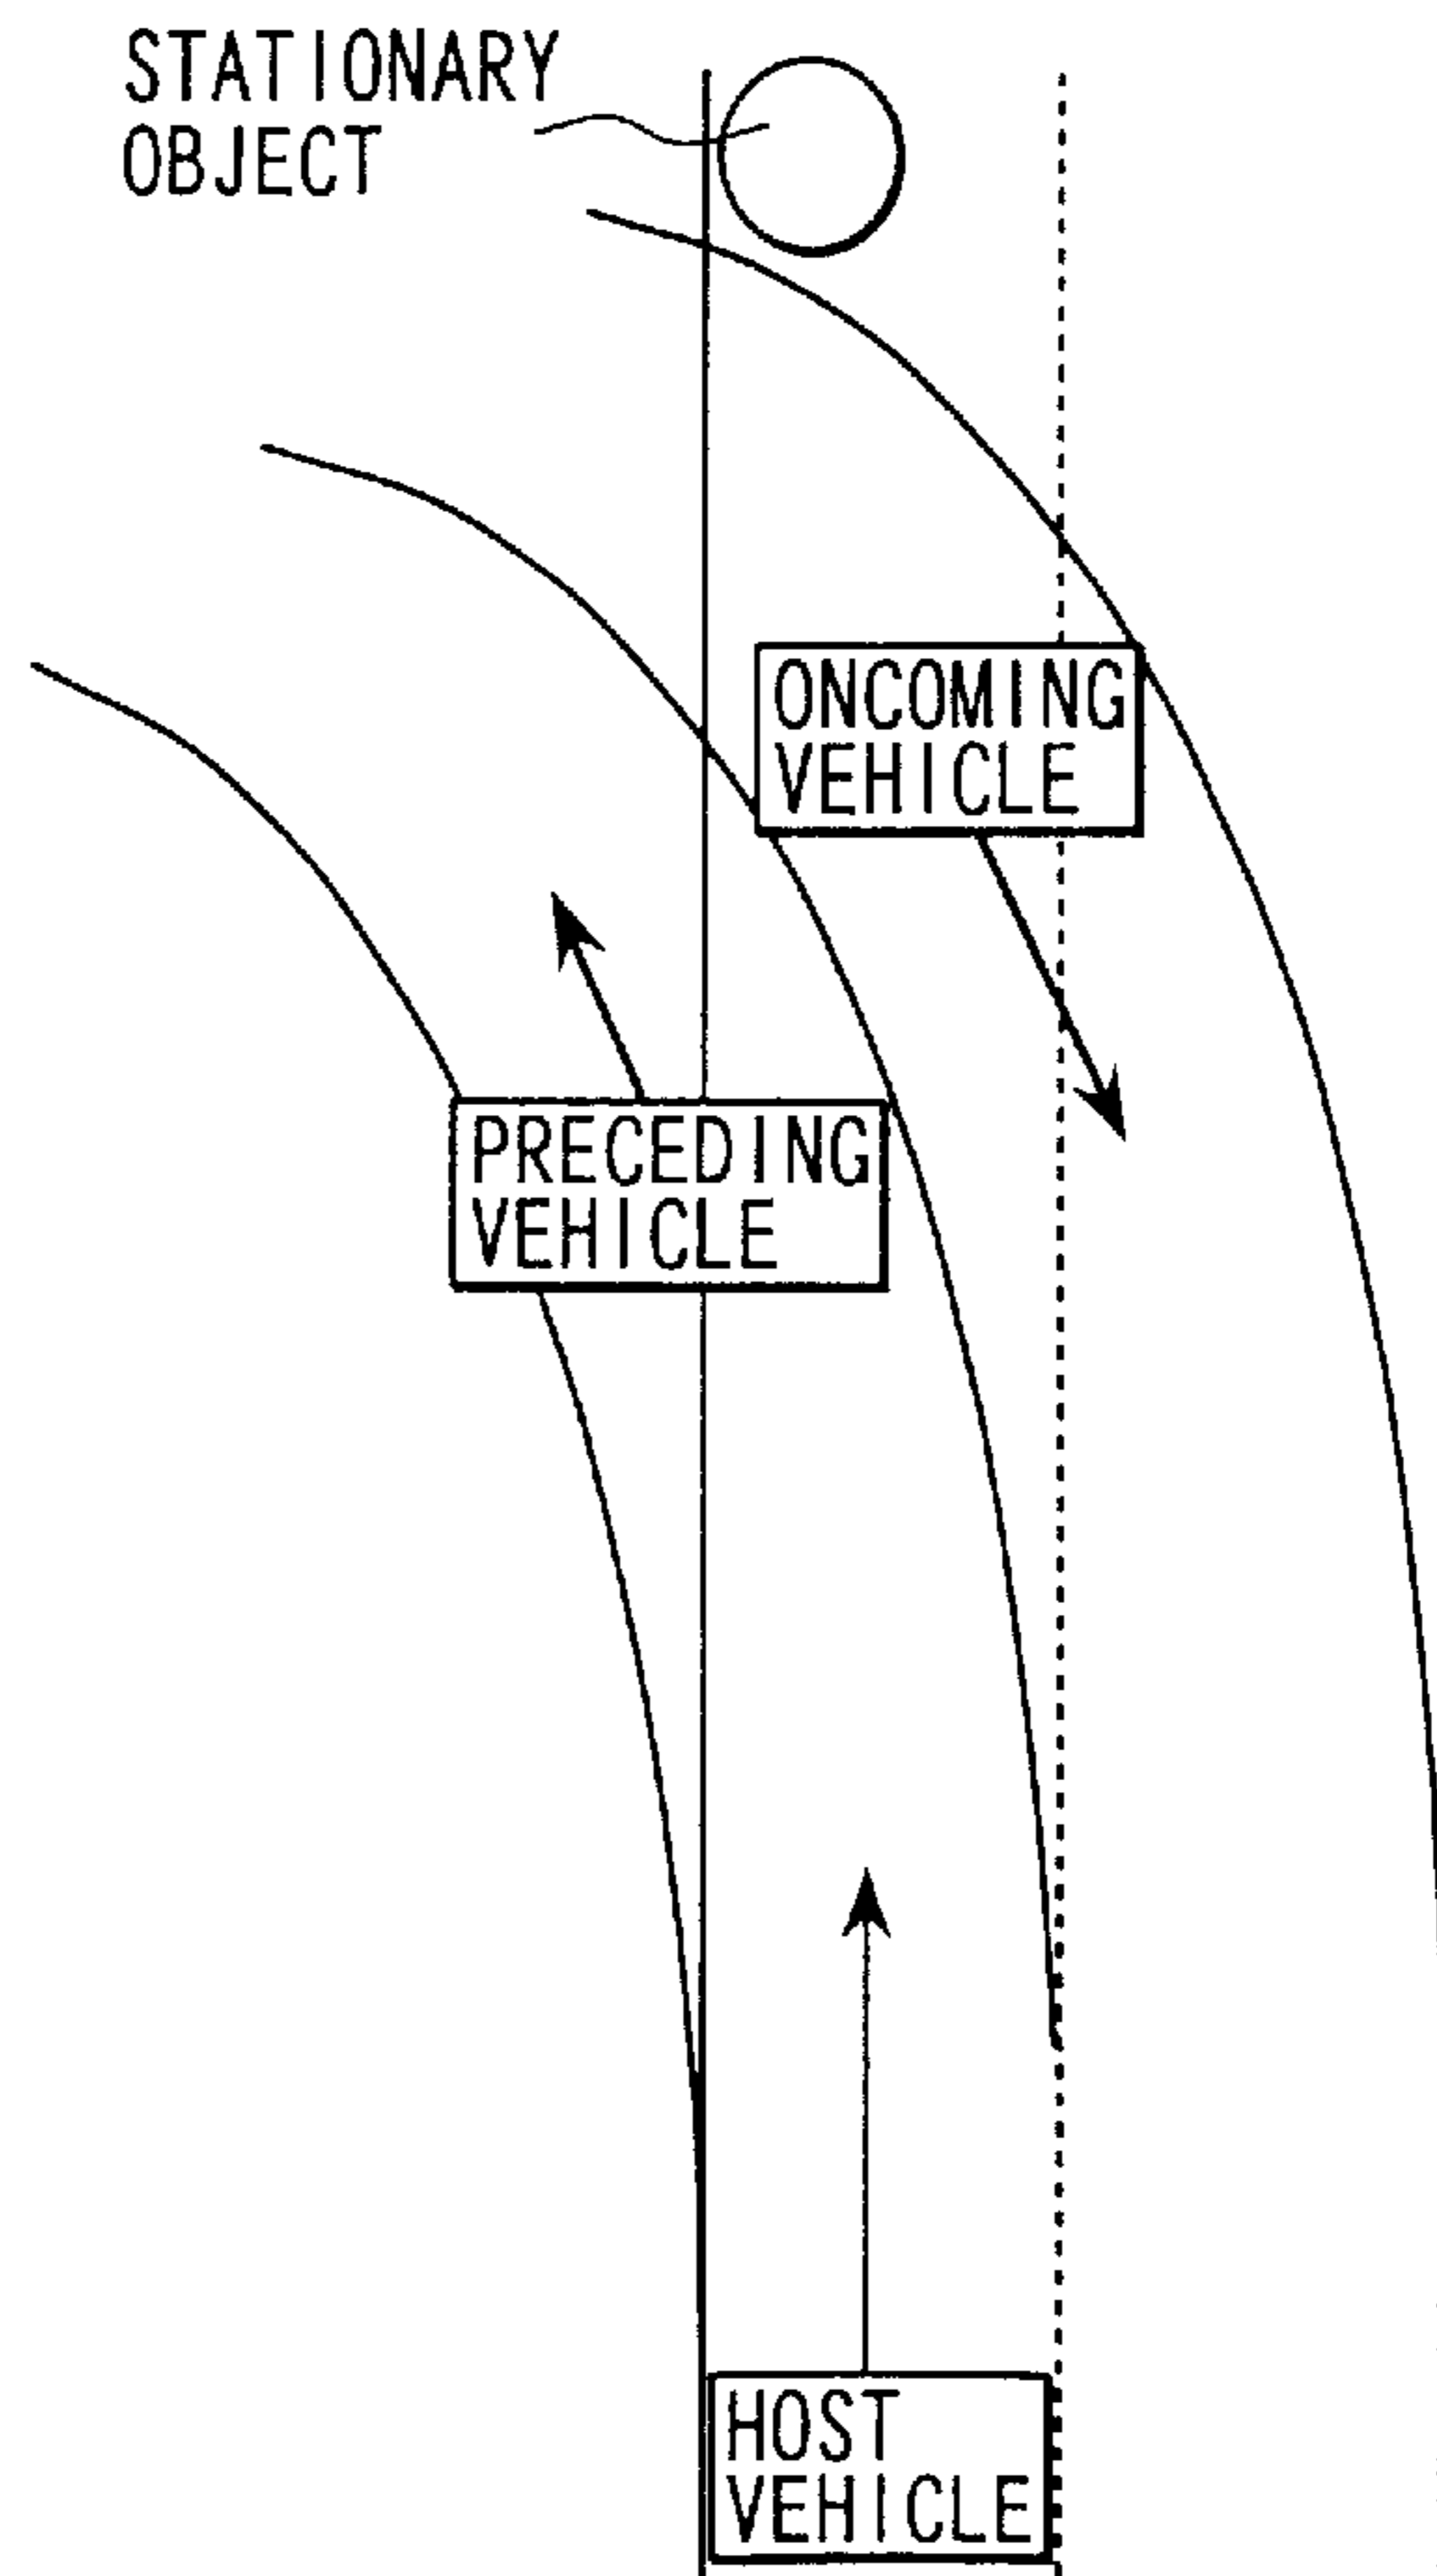 STATIONARY
OBJECT
ONCOMING
VEHICLE
PRECEDING
VEHICLE
HOST
VEHICLE